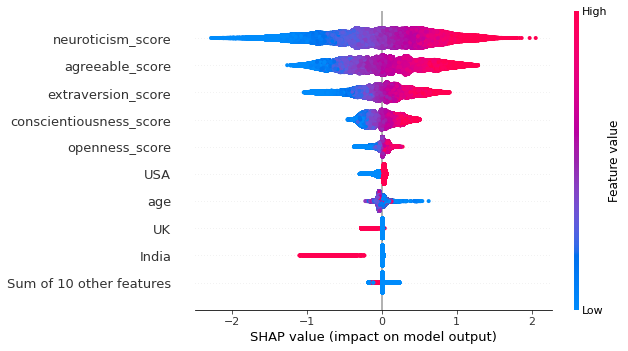 High
neuroticism_score
agreeable_score
extraversion_score
conscientiousness_score
openness_score
USA
age
UK
India
Sum of 10 other features
Feature value
Low
−2 −1 0 1 2
SHAP value (impact on model output)